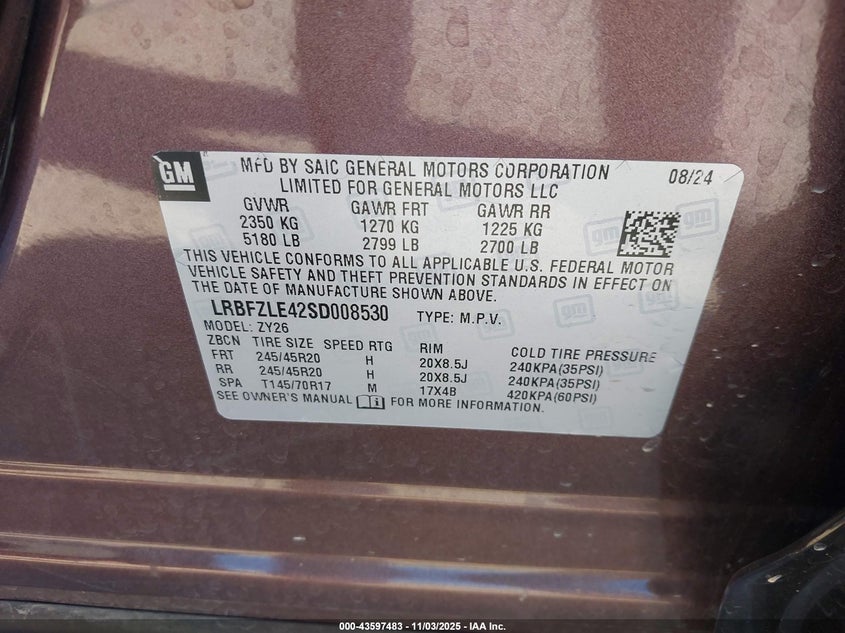 GM MFD BY SAIC GENERAL MOTORS CORPORATION 08/24
LIMITED FOR GENERAL MOTORS LLC
GVWR GAWR FRT GAWR RR
2350 KG 1270 KG 1225 KG
5180 LB 2799 LB 2700 LB
THIS VEHICLE CONFORMS TO ALL APPLICABLE U.S. FEDERAL MOTOR
VEHICLE SAFETY AND THEFT PREVENTION STANDARDS IN EFFECT ON
THE DATE OF MANUFACTURE SHOWN ABOVE.
LRBFZLE42SD008530 TYPE: M.P.V.
MODEL: ZY26
ZBCN TIRE SIZE SPEED RTG RIM COLD TIRE PRESSURE
FRT 245/45R20 H 20X8.5J 240KPA(35PSI)
RR 245/45R20 H 20X8.5J 240KPA(35PSI)
SPA T145/70R17 M 17X4B 420KPA(60PSI)
SEE OWNER'S MANUAL FOR MORE INFORMATION.
000-43597483 - 11/03/2025 - IAA Inc.